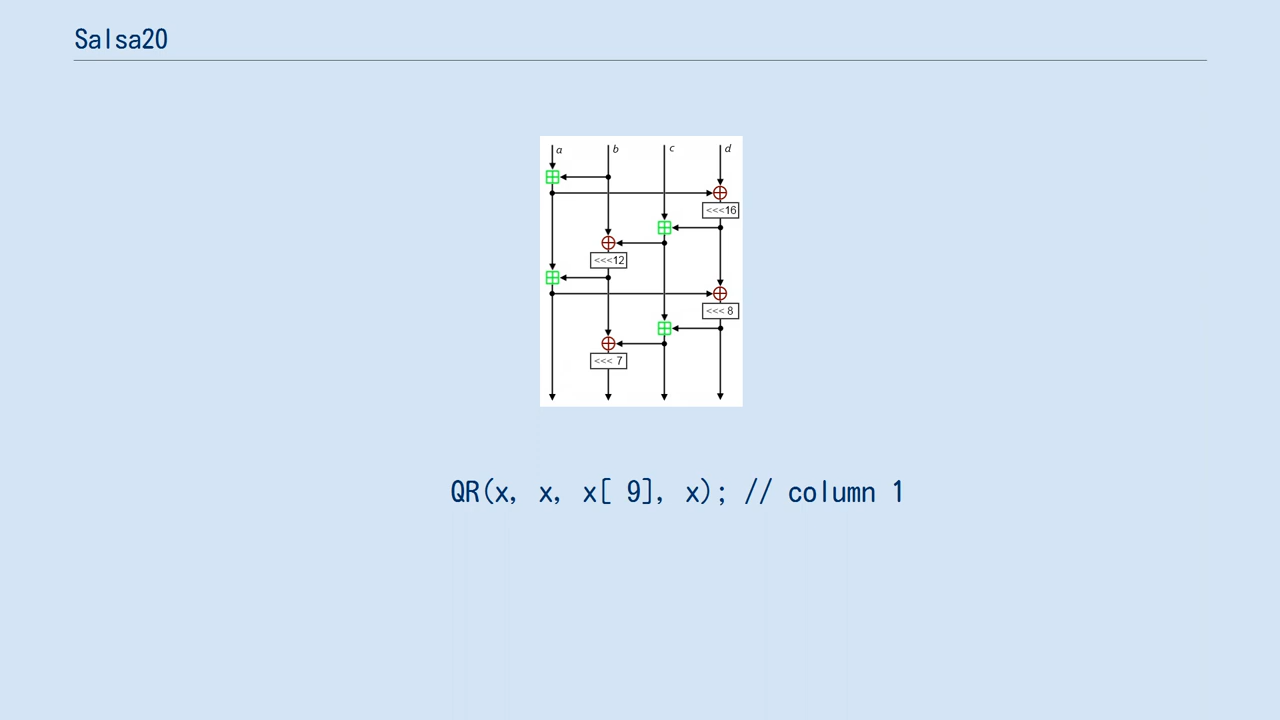 Salsa20
a b c d
<<<16
<<<12
<<< 8
<<< 7
QR(x, x, x[ 9], x); // column 1